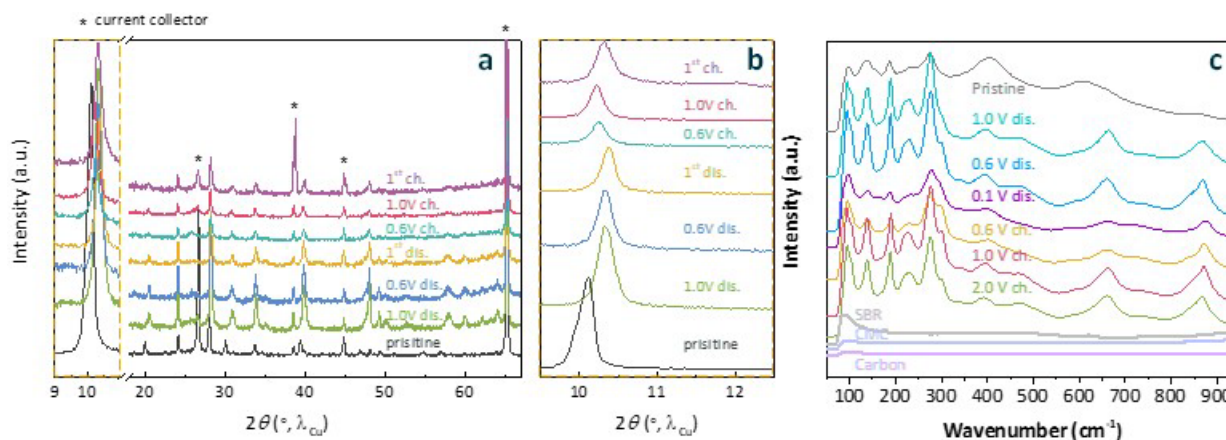 * current collector
a
*
*
*
*
1st ch.
1.0V ch.
0.6V ch.
1st dis.
0.6V dis.
1.0V dis.
prisitine
Intensity (a.u.)
9 10 20 30 40 50 60
2θ (°, λCu)
b
1st ch.
1.0V ch.
0.6V ch.
1st dis.
0.6V dis.
1.0V dis.
prisitine
10 11 12
2θ (°, λCu)
c
Pristine
1.0 V dis.
0.6 V dis.
0.1 V dis.
0.6 V ch.
1.0 V ch.
2.0 V ch.
SBR
CMC
Carbon
Intensity (a.u.)
100 200 300 400 500 600 700 800 900
Wavenumber (cm-1)